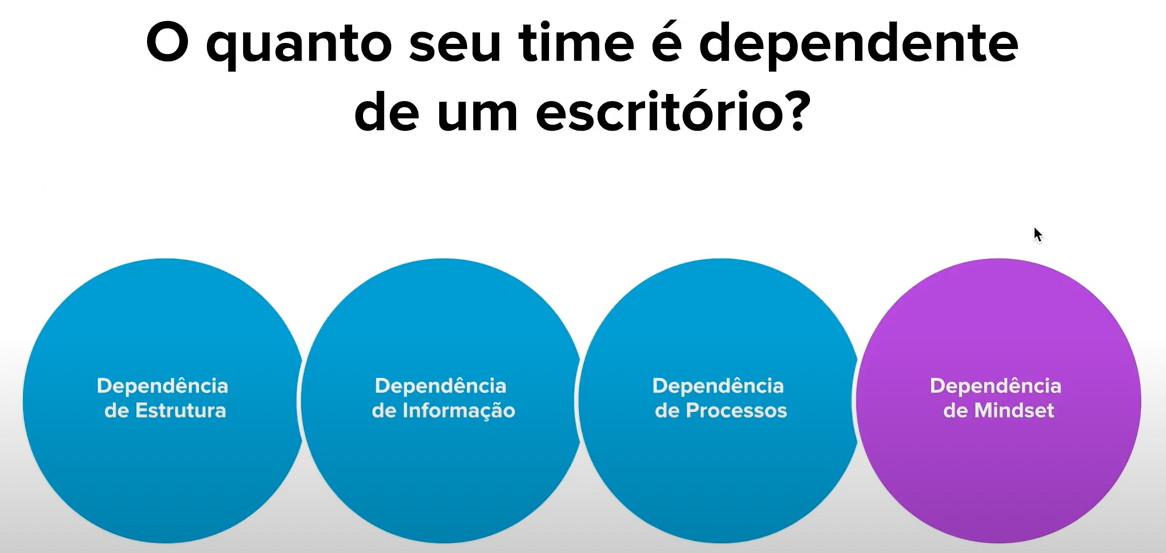 O quanto seu time é dependente
de um escritório?
Dependência
de Estrutura
Dependência
de Informação
Dependência
de Processos
Dependência
de Mindset